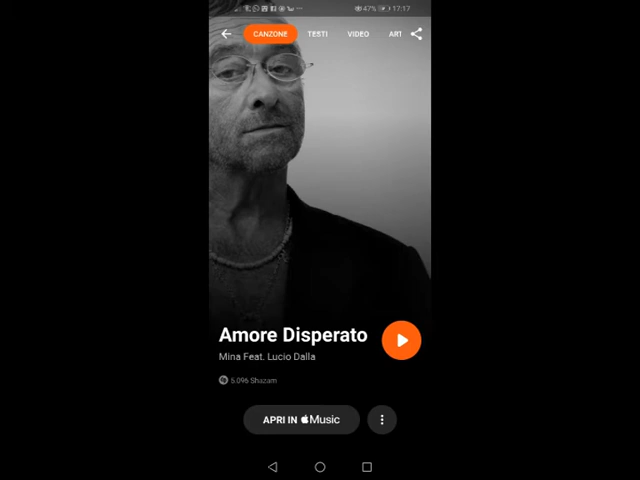 47% 17:17
CANZONE TESTI VIDEO ART
Amore Disperato
Mina Feat. Lucio Dalla
5.096 Shazam
APRI IN Music